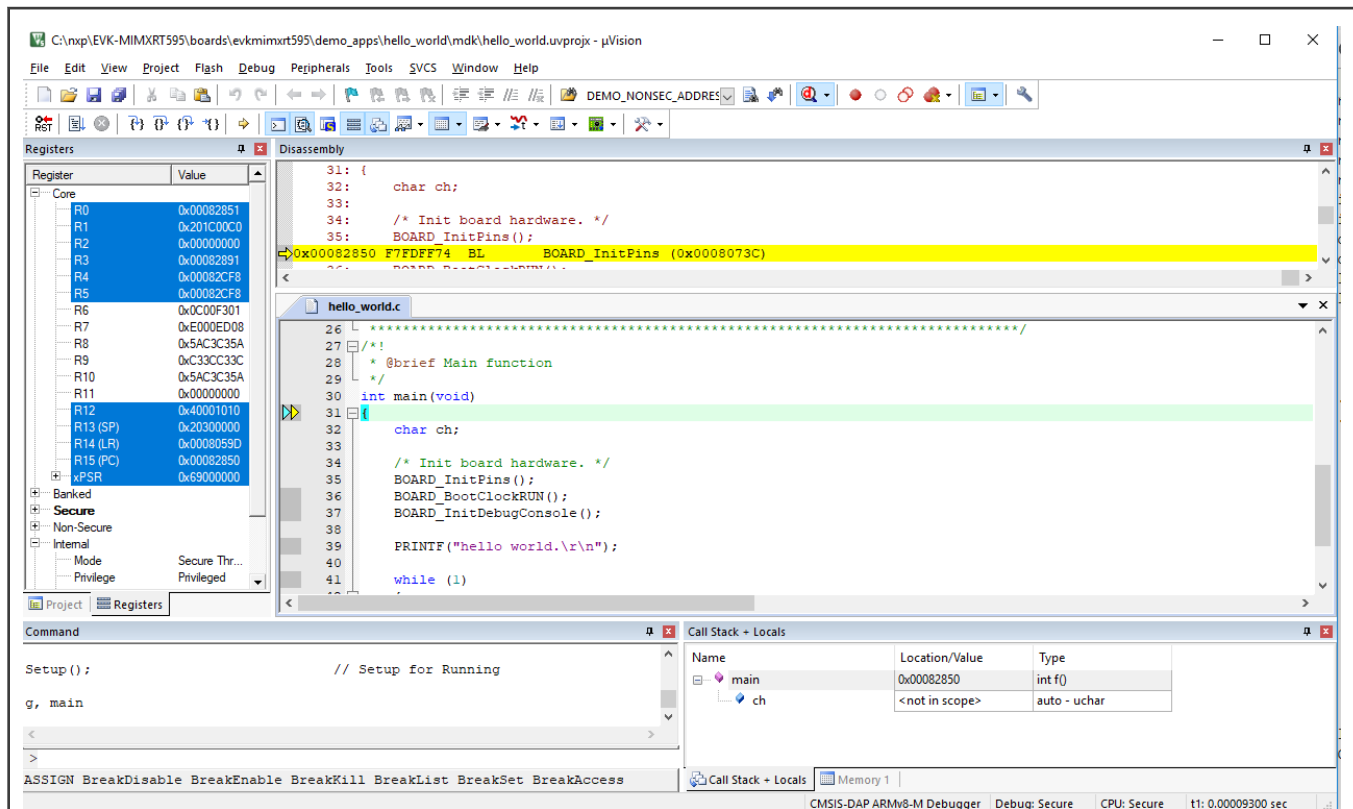 C:\nxp\EVK-MIMXRT595\boards\evkmimxrt595\demo_apps\hello_world\mdk\hello_world.uvprojx - µVision
File Edit View Project Flash Debug Peripherals Tools SVCS Window Help
DEMO_NONSEC_ADDRES
RST
Registers
Register Value
Core
R0 0x00082851
R1 0x201C00C0
R2 0x00000000
R3 0x00082891
R4 0x00082CF8
R5 0x00082CF8
R6 0x0C00F301
R7 0xE000ED08
R8 0x5AC3C35A
R9 0xC33CC33C
R10 0x5AC3C35A
R11 0x00000000
R12 0x40001010
R13 (SP) 0x20300000
R14 (LR) 0x0008059D
R15 (PC) 0x00082850
xPSR 0x69000000
Banked
Secure
Non-Secure
Internal
Mode Secure Thr...
Privilege Privileged
Project Registers
Disassembly
31: {
32: char ch;
33:
34: /* Init board hardware. */
35: BOARD_InitPins();
0x00082850 F7FDFF74 BL BOARD_InitPins (0x0008073C)
36: BOARD_BootClockRUN();
hello_world.c
26 ******************************************************************************/
27 /*!
28 * @brief Main function
29 */
30 int main(void)
31 {
32 char ch;
33
34 /* Init board hardware. */
35 BOARD_InitPins();
36 BOARD_BootClockRUN();
37 BOARD_InitDebugConsole();
38
39 PRINTF("hello world.\r\n");
40
41 while (1)
Command
Setup(); // Setup for Running
g, main
>
ASSIGN BreakDisable BreakEnable BreakKill BreakList BreakSet BreakAccess
Call Stack + Locals
Name Location/Value Type
main 0x00082850 int f()
ch <not in scope> auto - uchar
Call Stack + Locals Memory 1
CMSIS-DAP ARMv8-M Debugger Debug: Secure CPU: Secure t1: 0.00009300 sec